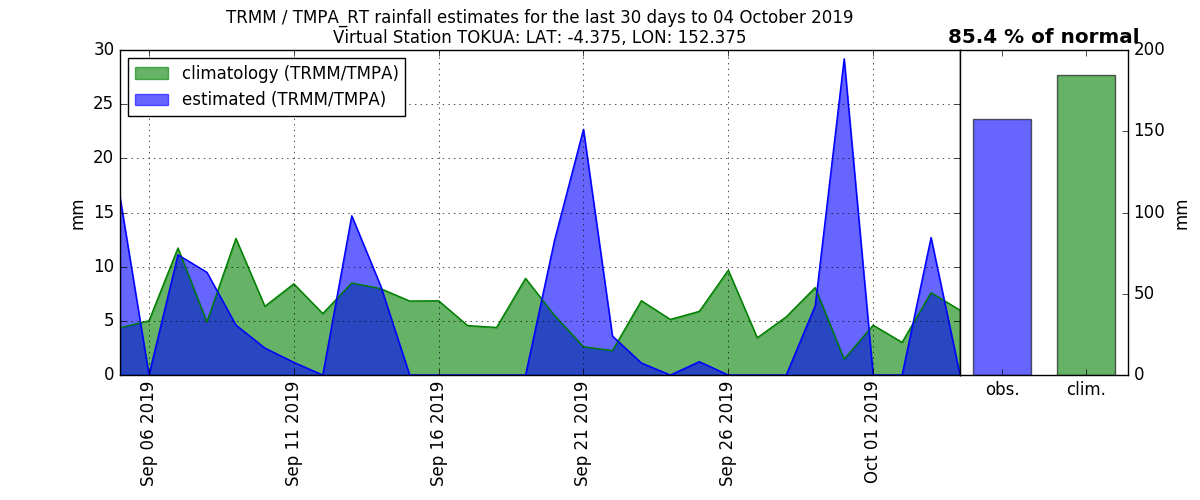 TRMM / TMPA_RT rainfall estimates for the last 30 days to 04 October 2019
Virtual Station TOKUA: LAT: -4.375, LON: 152.375
85.4 % of normal
climatology (TRMM/TMPA)
estimated (TRMM/TMPA)
30
25
20
15
10
5
0
mm
Sep 06 2019
Sep 11 2019
Sep 16 2019
Sep 21 2019
Sep 26 2019
Oct 01 2019
obs.
clim.
200
150
100
50
0
mm